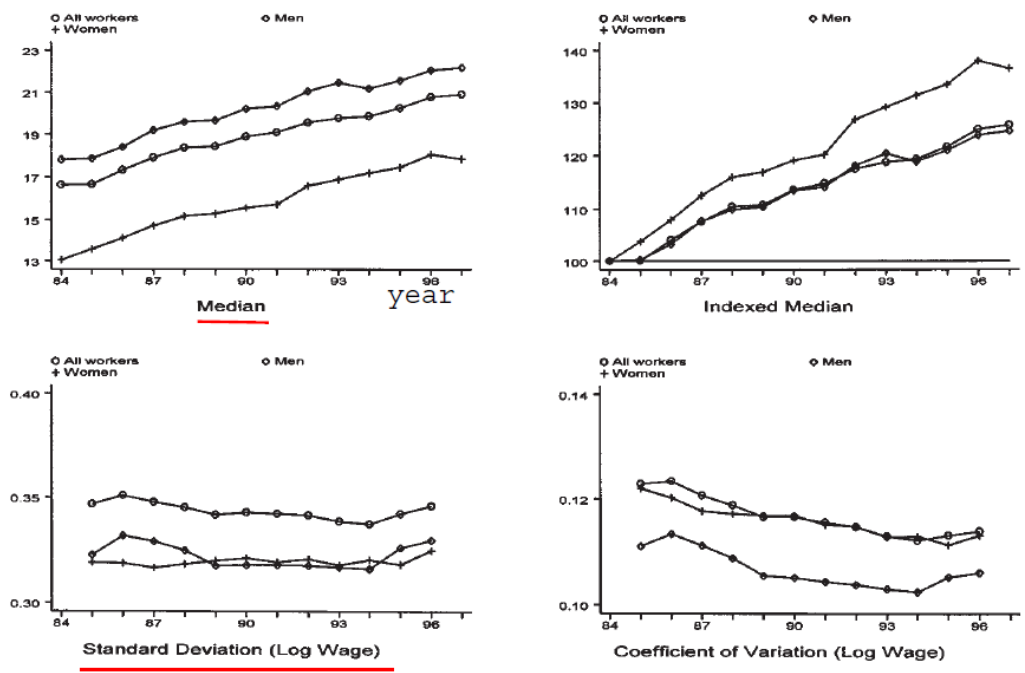 All workers Men
Women
23
21
19
17
15
13
84 87 90 93 96
year
Median
All workers Men
Women
140
130
120
110
100
84 87 90 93 96
Indexed Median
All workers Men
Women
0.40
0.35
0.30
84 87 90 93 96
Standard Deviation (Log Wage)
All workers Men
Women
0.14
0.12
0.10
84 87 90 93 96
Coefficient of Variation (Log Wage)